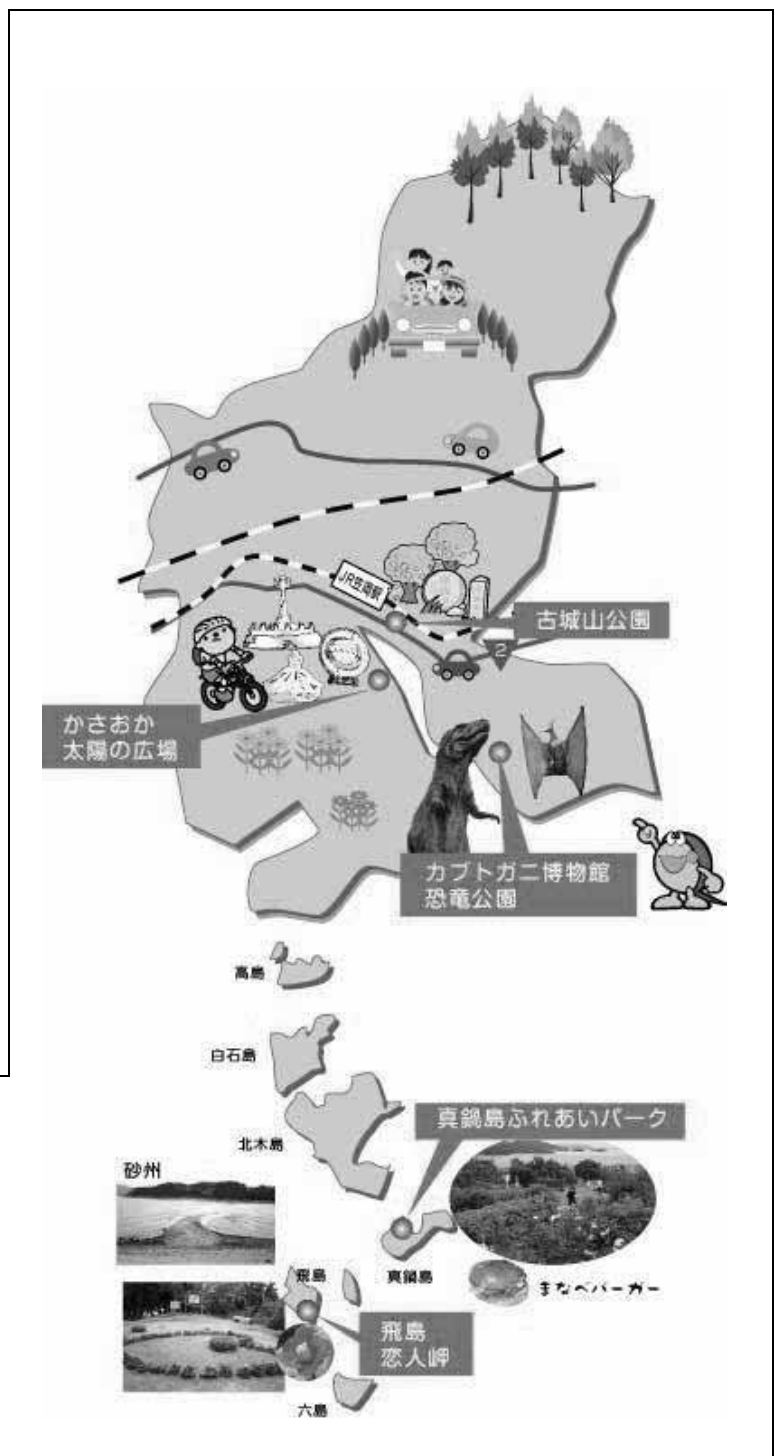 JR笠岡駅
古城山公園
2
かさおか
太陽の広場
カブトガニ博物館
恐竜公園
高島
白石島
北木島
真鍋島ふれあいパーク
砂州
飛島
真鍋島
まなべバーガー
飛島
恋人岬
六島